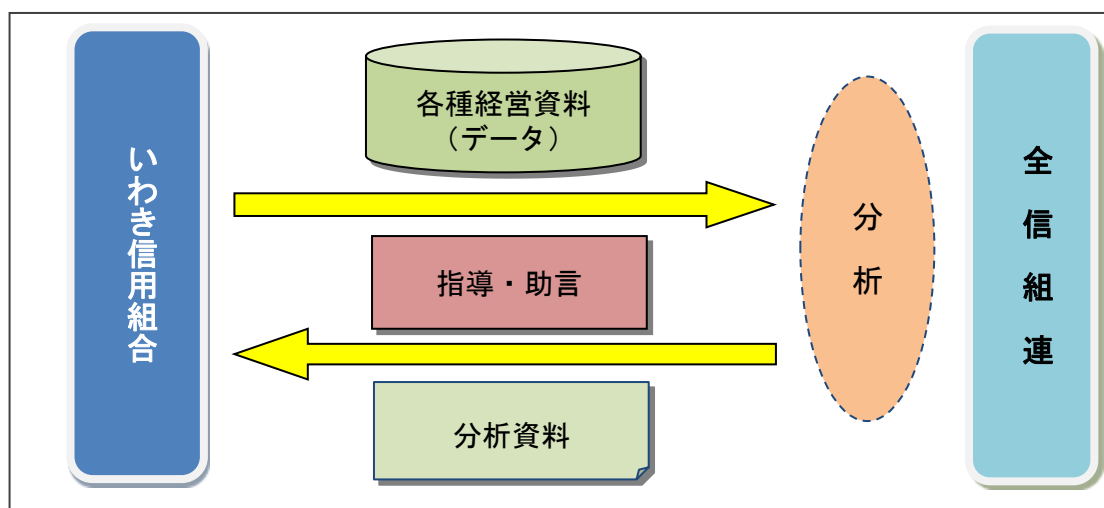 いわき信用組合
各種経営資料
（データ）
指導・助言
分析資料
分析
全信組連